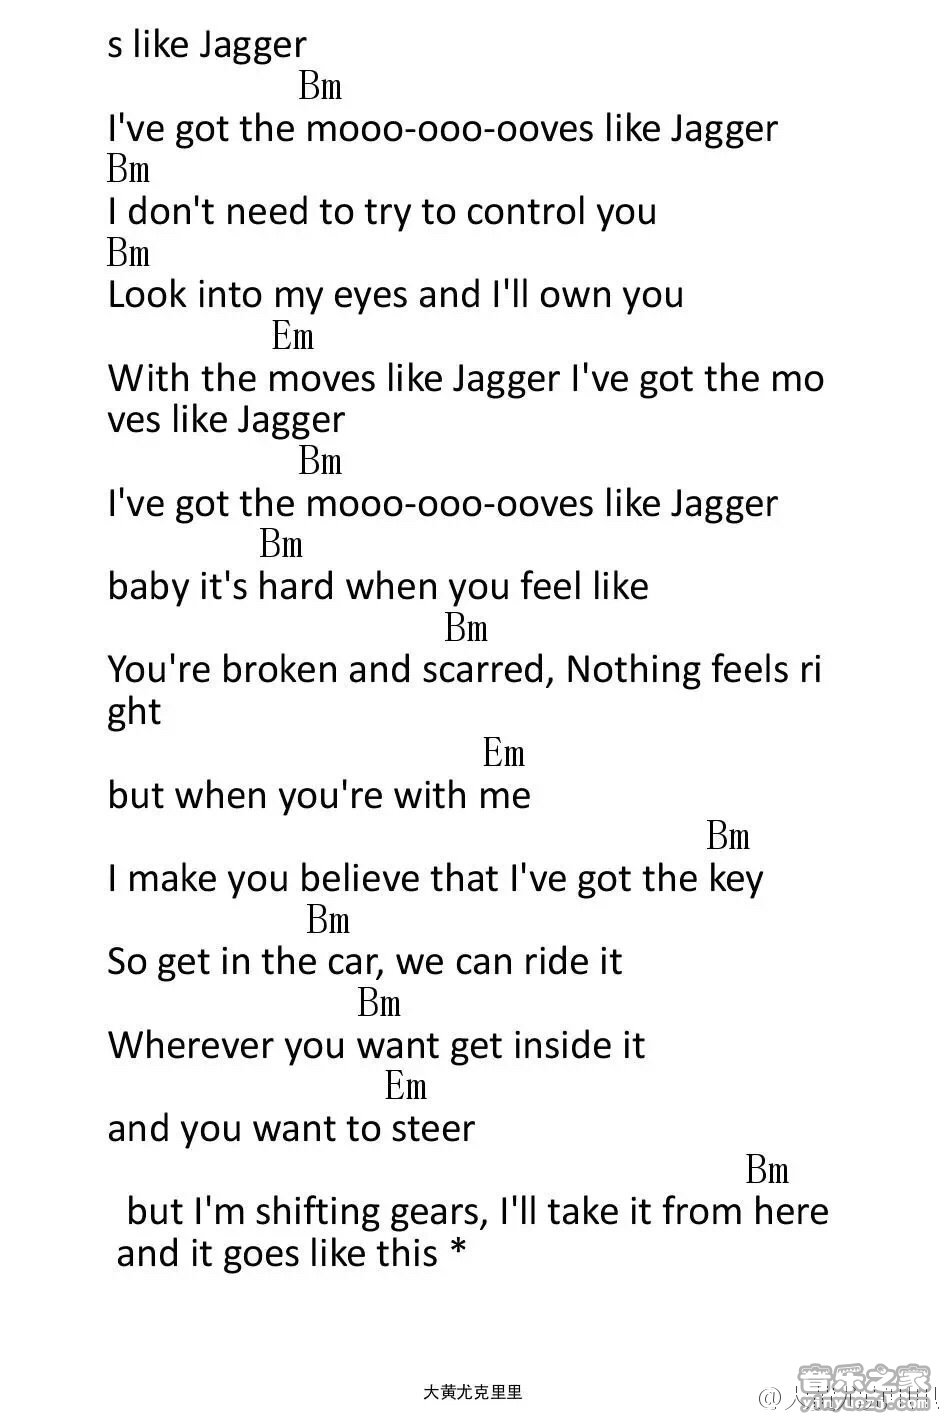 s like Jagger
Bm
I've got the mooo-ooo-ooves like Jagger
Bm
I don't need to try to control you
Bm
Look into my eyes and I'll own you
Em
With the moves like Jagger I've got the mo
ves like Jagger
Bm
I've got the mooo-ooo-ooves like Jagger
Bm
baby it's hard when you feel like
Bm
You're broken and scarred, Nothing feels ri
ght
Em
but when you're with me
Bm
I make you believe that I've got the key
Bm
So get in the car, we can ride it
Bm
Wherever you want get inside it
Em
and you want to steer
Bm
but I'm shifting gears, I'll take it from here
and it goes like this *
大黄尤克里里
音乐之家
yinyuezj.com